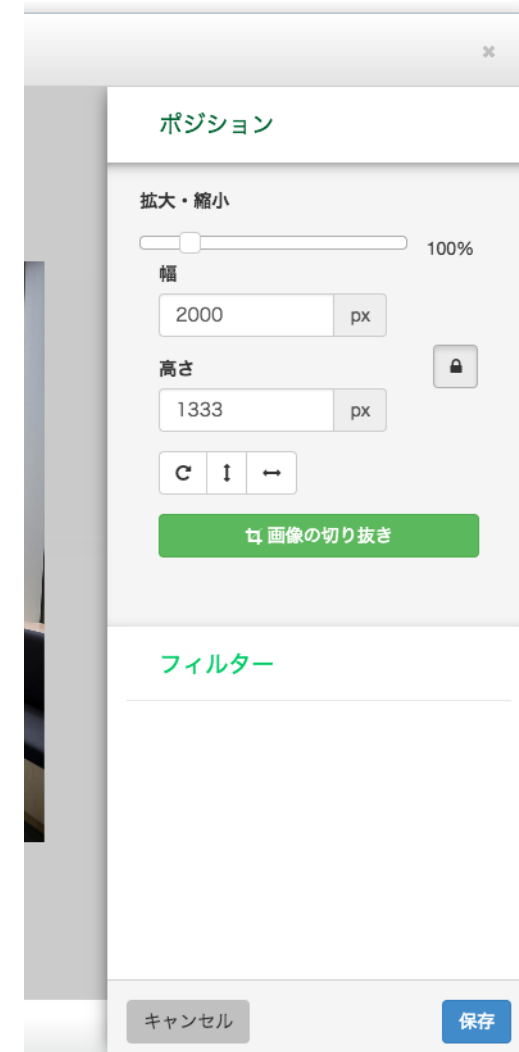 ×
ポジション
拡大・縮小
100%
幅
2000 px
高さ
1333 px
画像の切り抜き
フィルター
キャンセル 保存